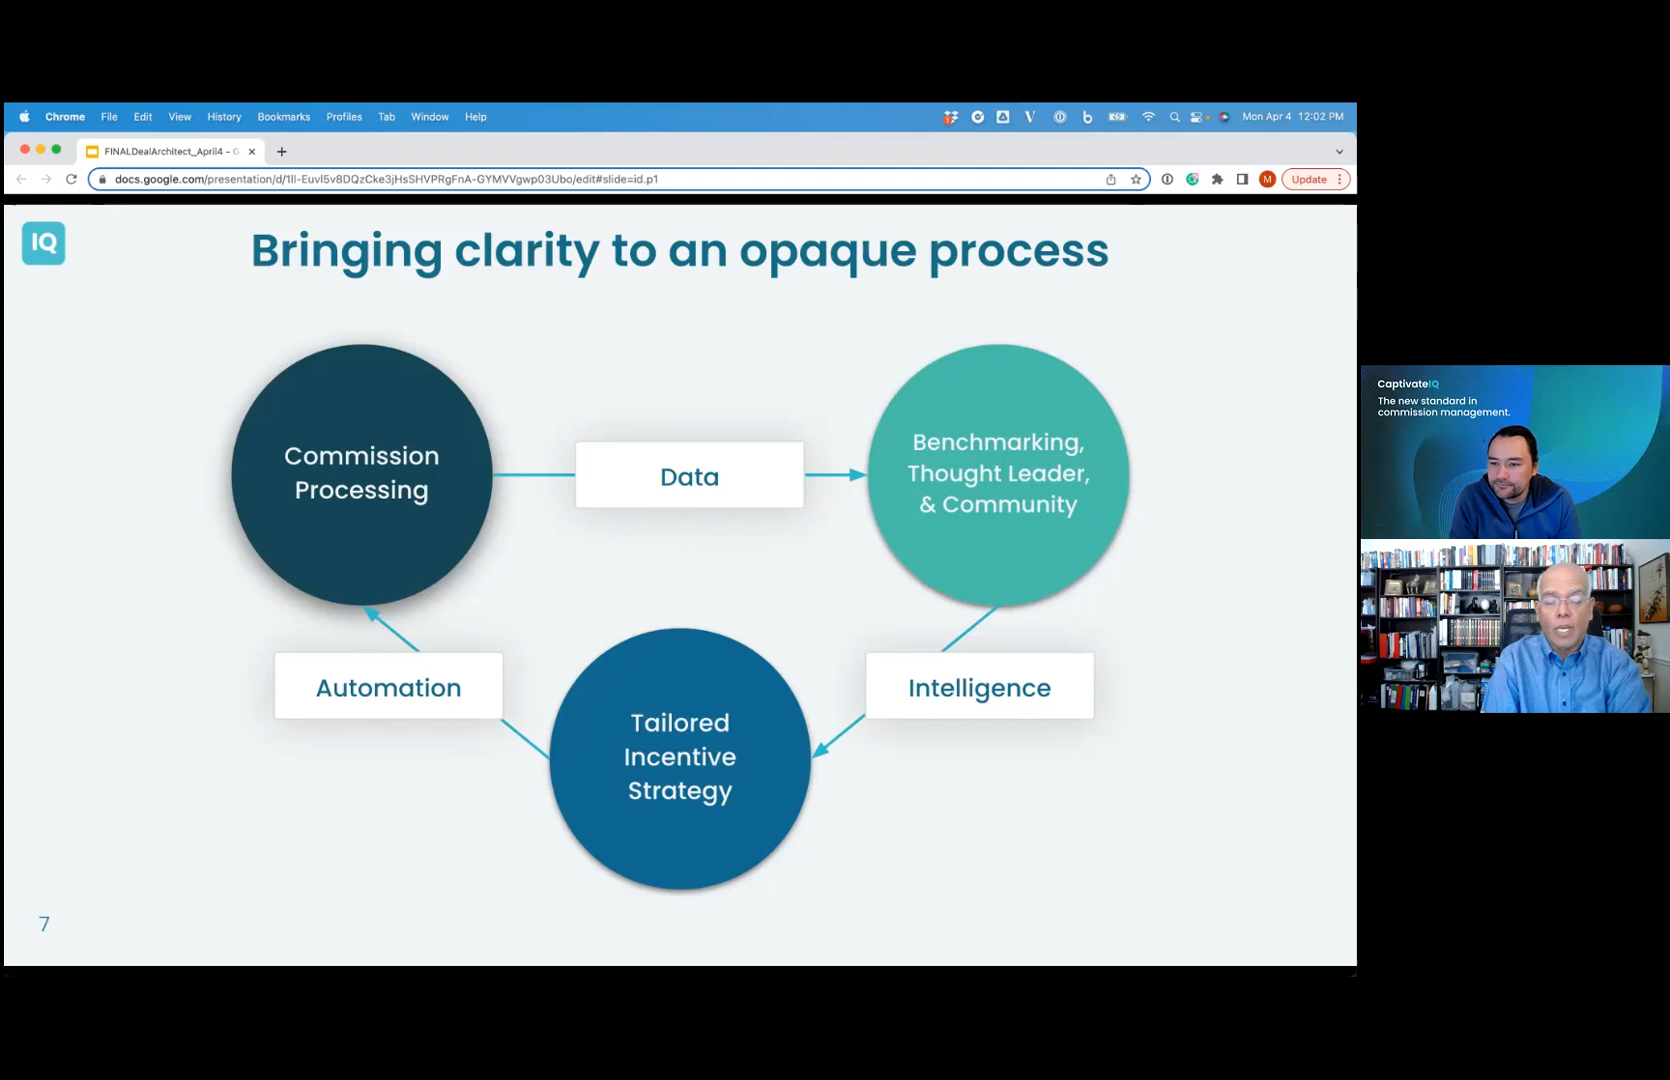 Chrome File Edit View History Bookmarks Profiles Tab Window Help
Mon Apr 4 12:02 PM
FINALDealArchitect_April4 - G
docs.google.com/presentation/d/1Il-EuvI5v8DQzCke3jHsSHVPRgFnA-GYMVVgwp03Ubo/edit#slide=id.p1
M
Update
IQ
Bringing clarity to an opaque process
Commission
Processing
Data
Benchmarking,
Thought Leader,
& Community
Automation
Intelligence
Tailored
Incentive
Strategy
7
CaptivateIQ
The new standard in
commission management.